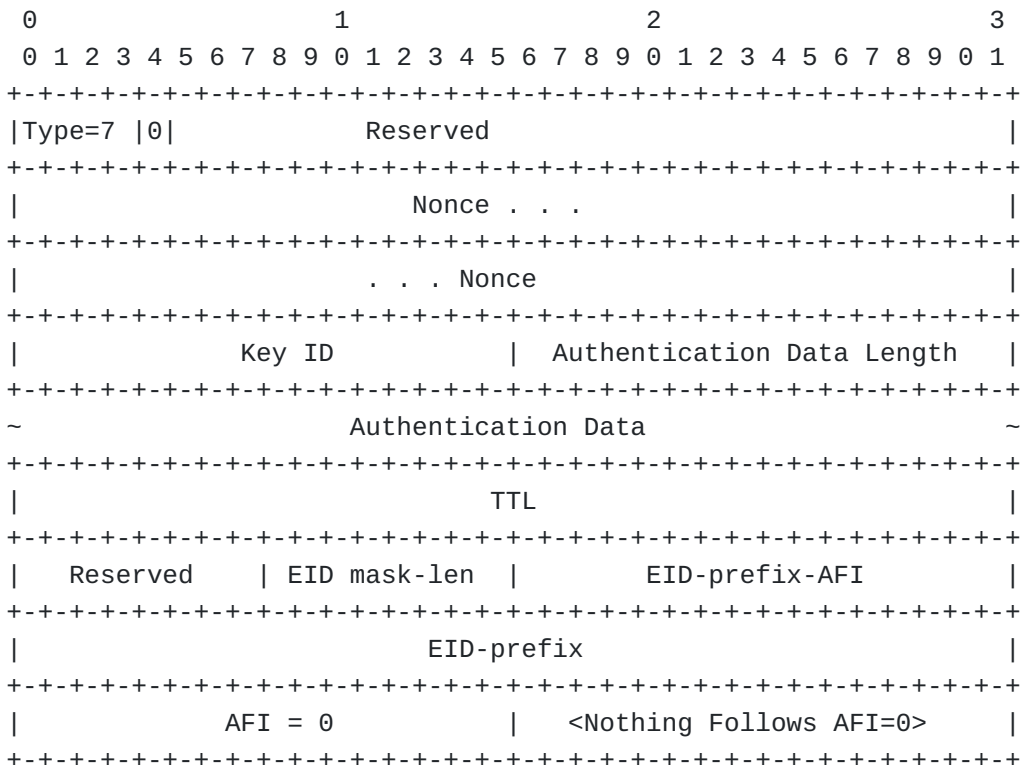 0                   1                   2                     3
 0 1 2 3 4 5 6 7 8 9 0 1 2 3 4 5 6 7 8 9 0 1 2 3 4 5 6 7 8 9 0 1
+-+-+-+-+-+-+-+-+-+-+-+-+-+-+-+-+-+-+-+-+-+-+-+-+-+-+-+-+-+-+-+-+
|Type=7 |0|            Reserved                                 |
+-+-+-+-+-+-+-+-+-+-+-+-+-+-+-+-+-+-+-+-+-+-+-+-+-+-+-+-+-+-+-+-+
|                         Nonce . . .                           |
+-+-+-+-+-+-+-+-+-+-+-+-+-+-+-+-+-+-+-+-+-+-+-+-+-+-+-+-+-+-+-+-+
|                      . . . Nonce                              |
+-+-+-+-+-+-+-+-+-+-+-+-+-+-+-+-+-+-+-+-+-+-+-+-+-+-+-+-+-+-+-+-+
|              Key ID           |  Authentication Data Length   |
+-+-+-+-+-+-+-+-+-+-+-+-+-+-+-+-+-+-+-+-+-+-+-+-+-+-+-+-+-+-+-+-+
~                     Authentication Data                       ~
+-+-+-+-+-+-+-+-+-+-+-+-+-+-+-+-+-+-+-+-+-+-+-+-+-+-+-+-+-+-+-+-+
|                              TTL                              |
+-+-+-+-+-+-+-+-+-+-+-+-+-+-+-+-+-+-+-+-+-+-+-+-+-+-+-+-+-+-+-+-+
|   Reserved    | EID mask-len  |        EID-prefix-AFI         |
+-+-+-+-+-+-+-+-+-+-+-+-+-+-+-+-+-+-+-+-+-+-+-+-+-+-+-+-+-+-+-+-+
|                          EID-prefix                           |
+-+-+-+-+-+-+-+-+-+-+-+-+-+-+-+-+-+-+-+-+-+-+-+-+-+-+-+-+-+-+-+-+
|             AFI = 0           |   <Nothing Follows AFI=0>     |
+-+-+-+-+-+-+-+-+-+-+-+-+-+-+-+-+-+-+-+-+-+-+-+-+-+-+-+-+-+-+-+-+